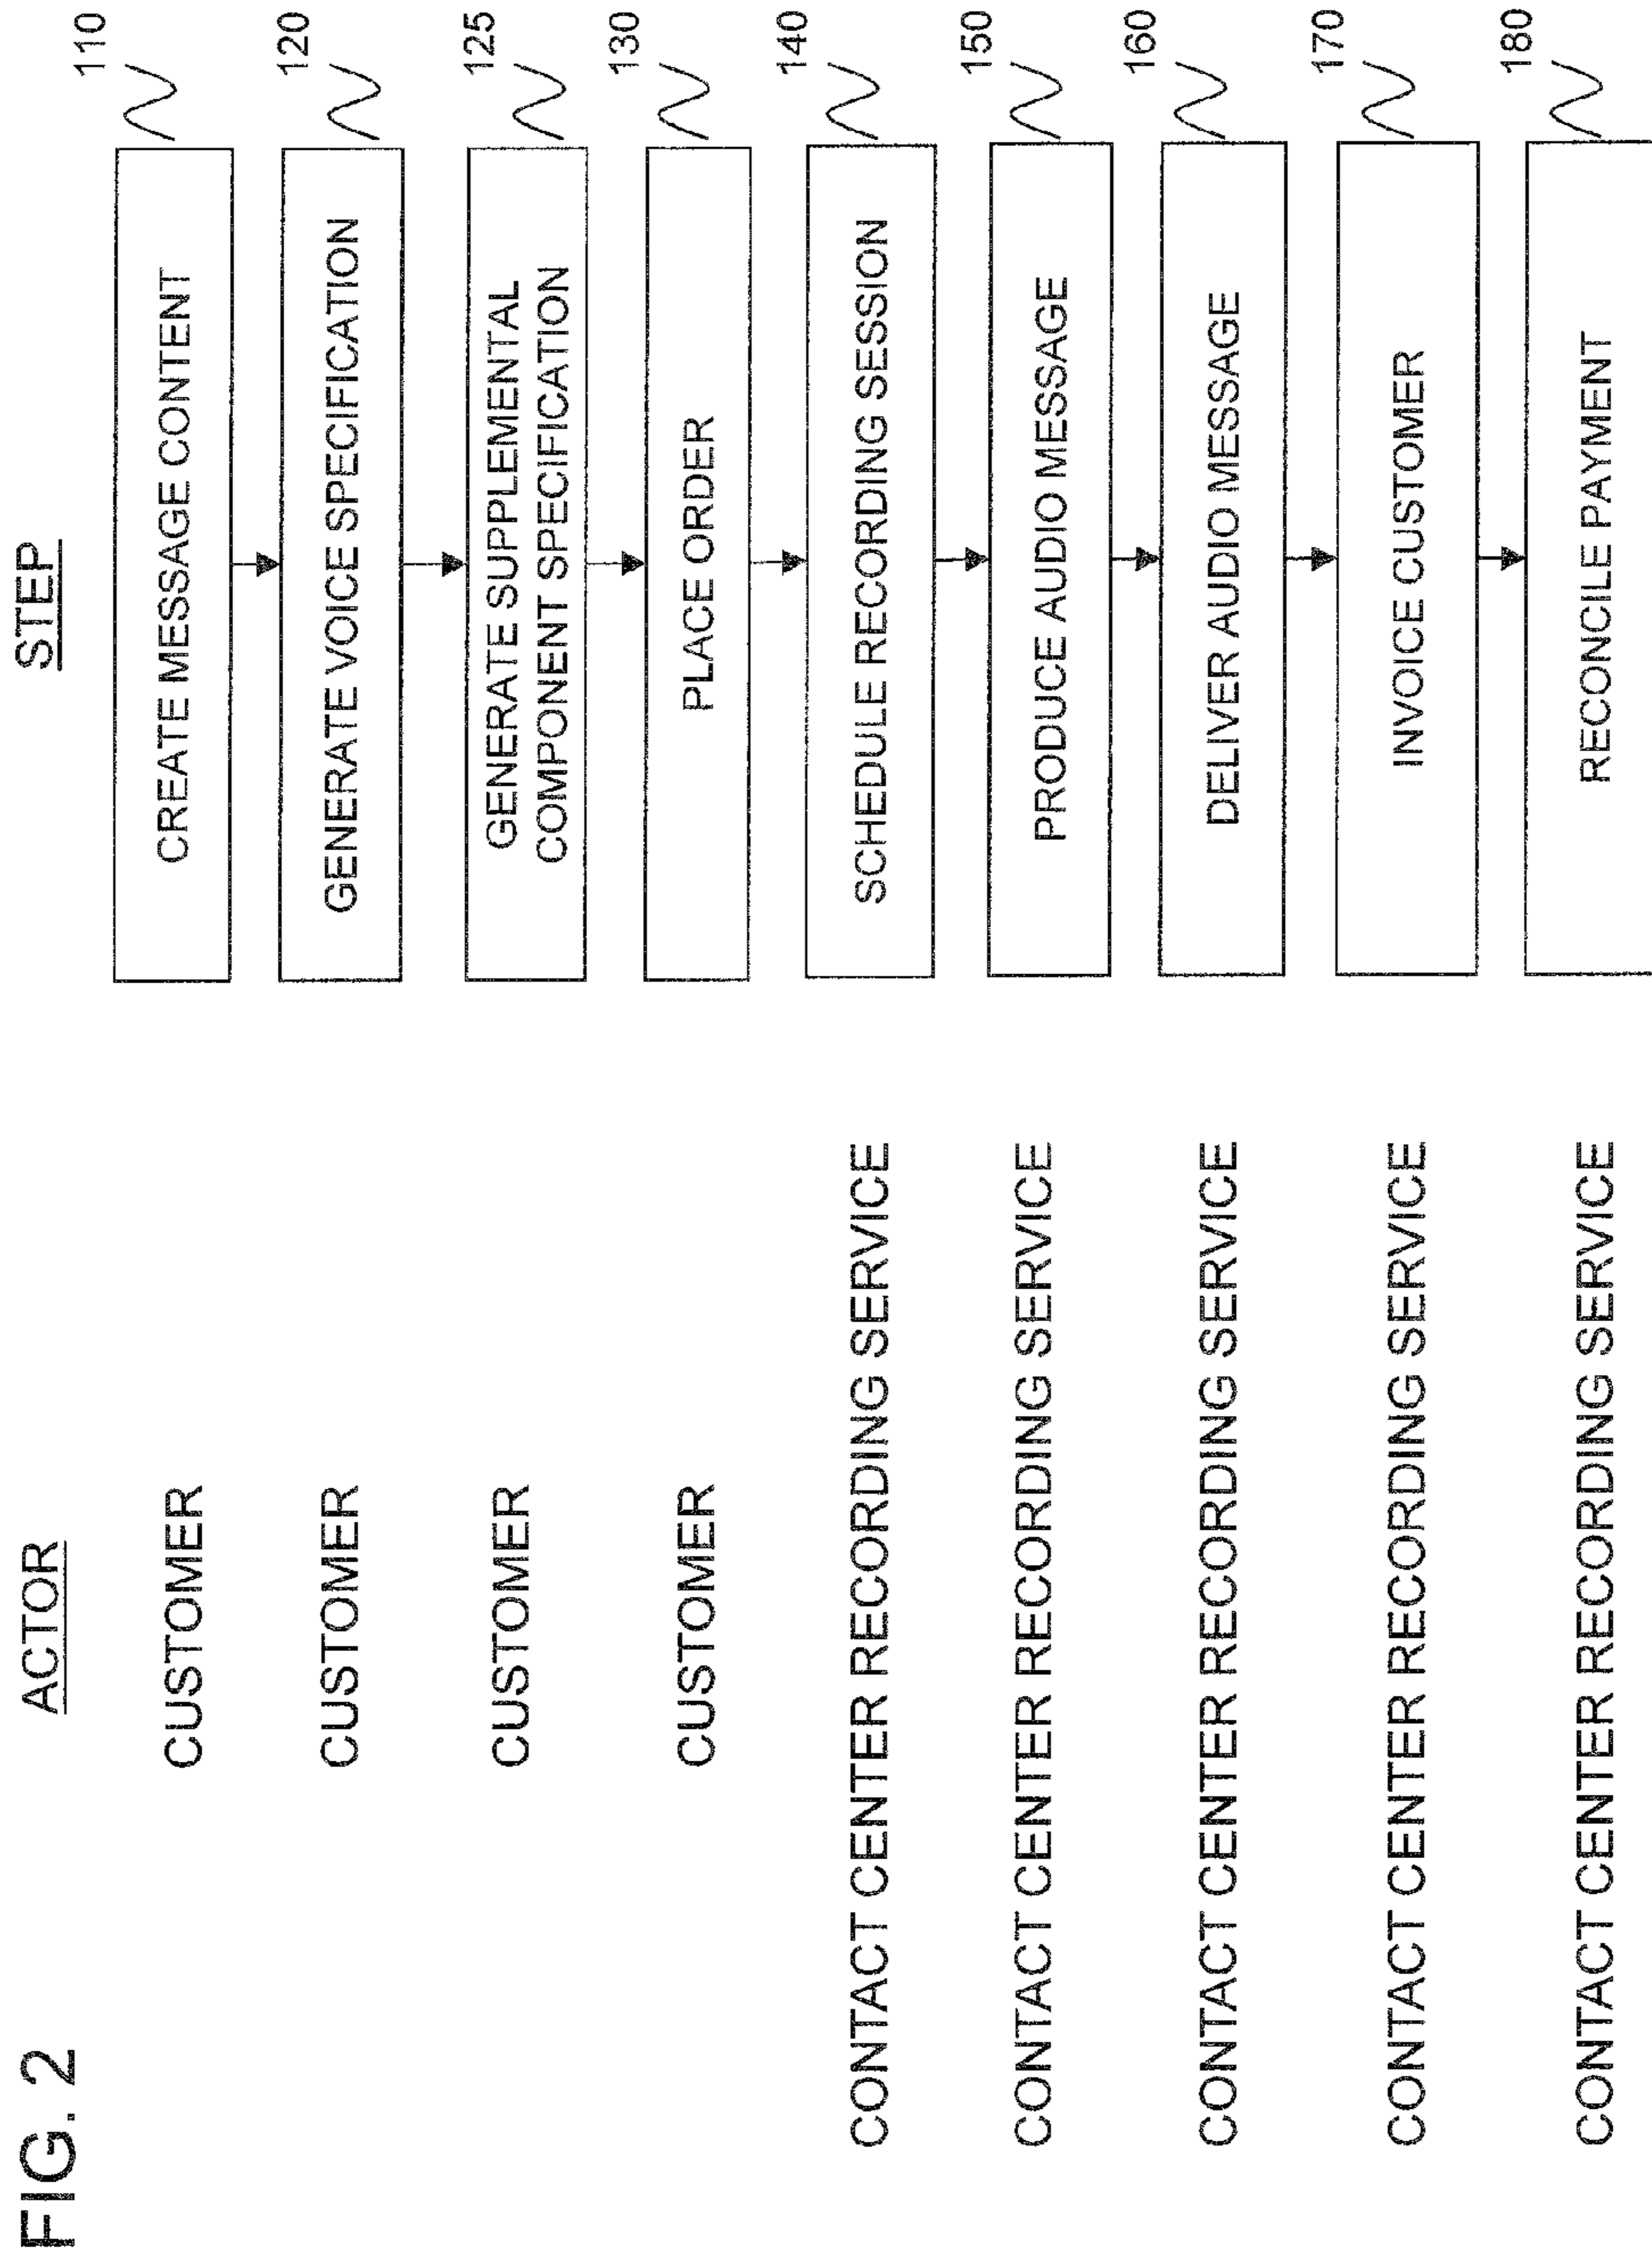 FIG. 2
ACTOR
STEP
CUSTOMER
CREATE MESSAGE CONTENT
110
CUSTOMER
GENERATE VOICE SPECIFICATION
120
CUSTOMER
GENERATE SUPPLEMENTAL
COMPONENT SPECIFICATION
125
CUSTOMER
PLACE ORDER
130
CONTACT CENTER RECORDING SERVICE
SCHEDULE RECORDING SESSION
140
CONTACT CENTER RECORDING SERVICE
PRODUCE AUDIO MESSAGE
150
CONTACT CENTER RECORDING SERVICE
DELIVER AUDIO MESSAGE
160
CONTACT CENTER RECORDING SERVICE
INVOICE CUSTOMER
170
CONTACT CENTER RECORDING SERVICE
RECONCILE PAYMENT
180